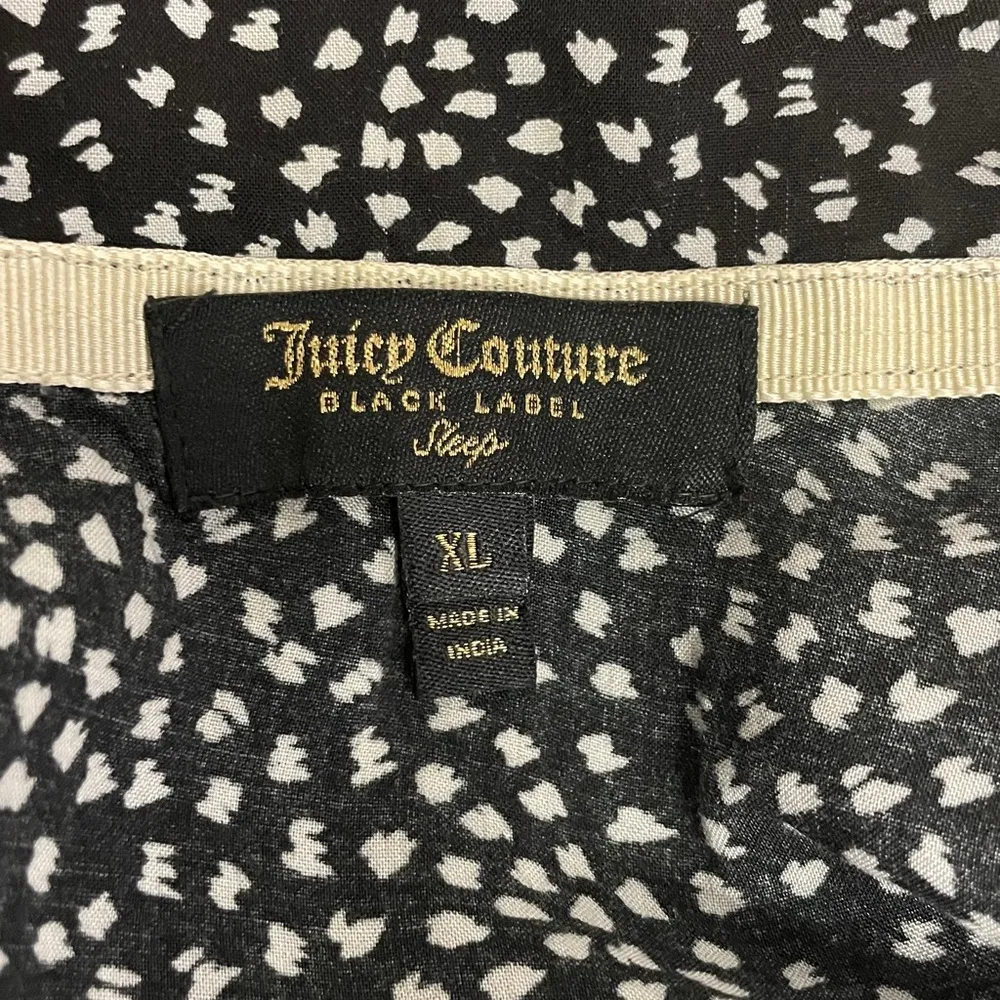 Juicy Couture
BLACK LABEL
Sleep
XL
MADE IN
INDIA